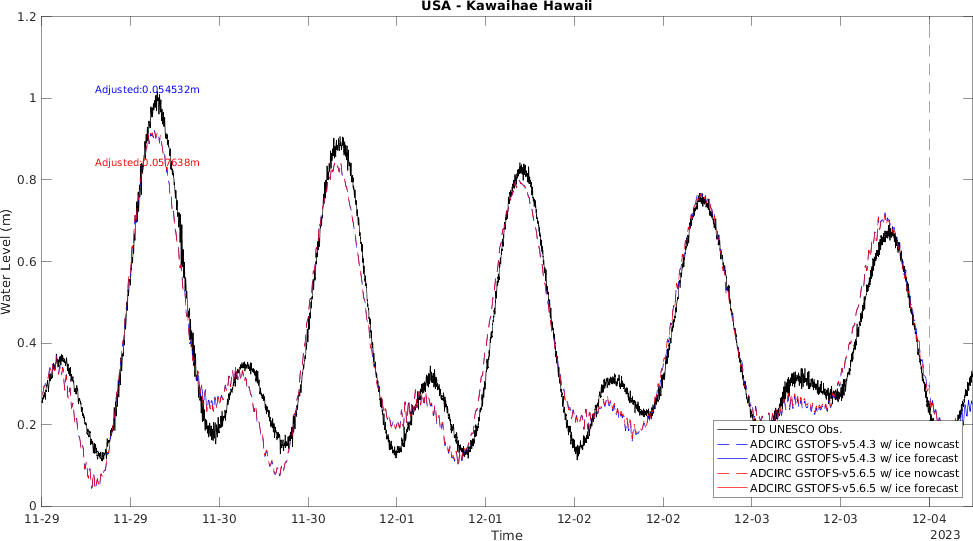 USA - Kawaihae Hawaii
1.2
1
0.8
0.6
0.4
0.2
0
Water Level (m)
Adjusted:0.054532m
Adjusted:0.057638m
TD UNESCO Obs.
ADCIRC GSTOFS-v5.4.3 w/ ice nowcast
ADCIRC GSTOFS-v5.4.3 w/ ice forecast
ADCIRC GSTOFS-v5.6.5 w/ ice nowcast
ADCIRC GSTOFS-v5.6.5 w/ ice forecast
11-29 11-29 11-30 11-30 12-01 12-01 12-02 12-02 12-03 12-03 12-04
Time
2023